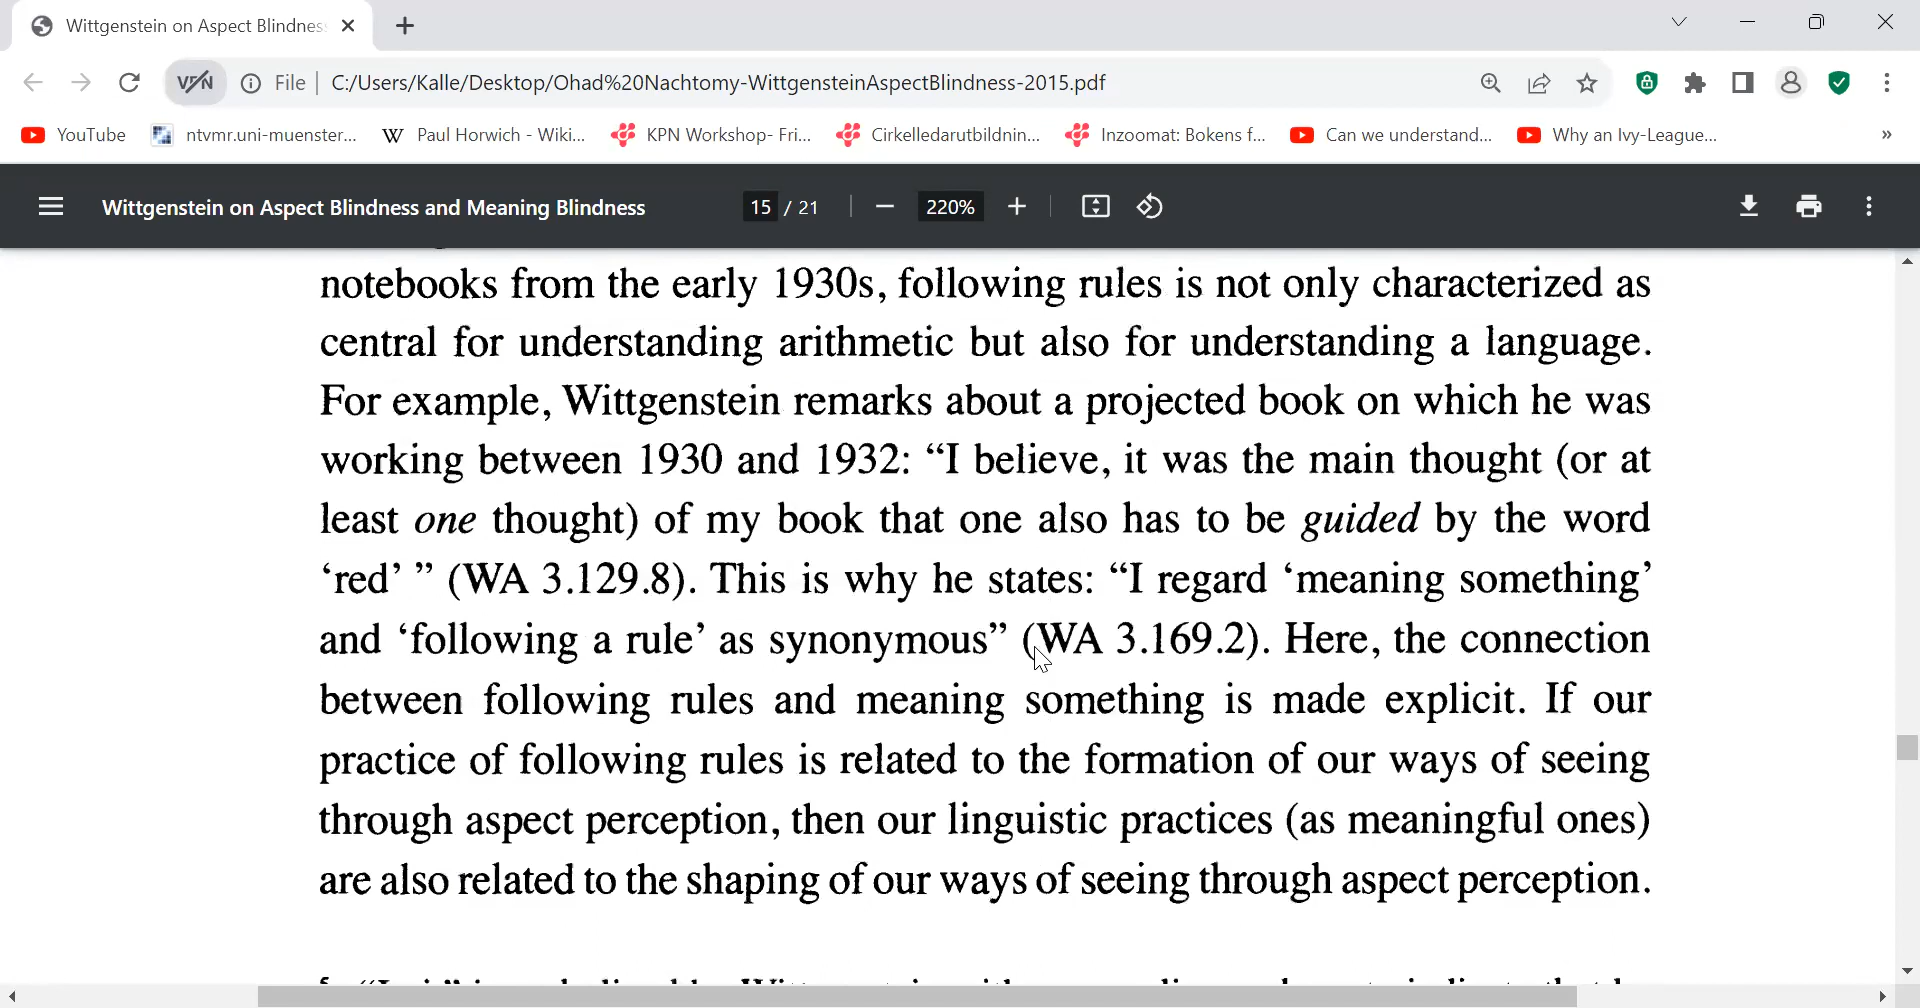 Wittgenstein on Aspect Blindnes
VPN File C:/Users/Kalle/Desktop/Ohad%20Nachtomy-WittgensteinAspectBlindness-2015.pdf
YouTube ntvmr.uni-muenster... Paul Horwich - Wiki... KPN Workshop- Fri... Cirkelledarutbildnin... Inzoomat: Bokens f... Can we understand... Why an Ivy-League... »
Wittgenstein on Aspect Blindness and Meaning Blindness 15 / 21 220%
notebooks from the early 1930s, following rules is not only characterized as
central for understanding arithmetic but also for understanding a language.
For example, Wittgenstein remarks about a projected book on which he was
working between 1930 and 1932: “I believe, it was the main thought (or at
least one thought) of my book that one also has to be guided by the word
‘red’ ” (WA 3.129.8). This is why he states: “I regard ‘meaning something’
and ‘following a rule’ as synonymous” (WA 3.169.2). Here, the connection
between following rules and meaning something is made explicit. If our
practice of following rules is related to the formation of our ways of seeing
through aspect perception, then our linguistic practices (as meaningful ones)
are also related to the shaping of our ways of seeing through aspect perception.